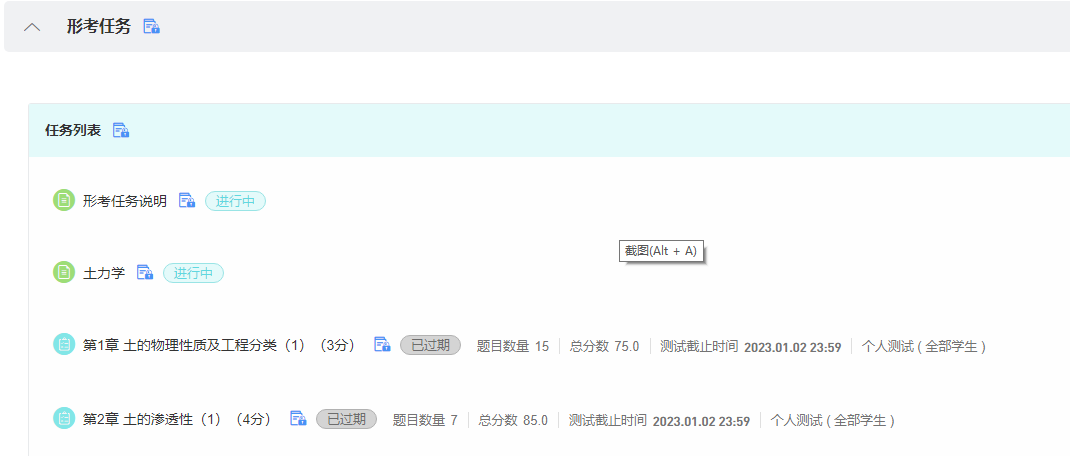 形考任务
任务列表
形考任务说明 进行中
截图(Alt + A)
土力学 进行中
第1章 土的物理性质及工程分类（1）（3分） 已过期 题目数量 15 总分数 75.0 测试截止时间 2023.01.02 23:59 个人测试 ( 全部学生 )
第2章 土的渗透性（1）（4分） 已过期 题目数量 7 总分数 85.0 测试截止时间 2023.01.02 23:59 个人测试 ( 全部学生 )